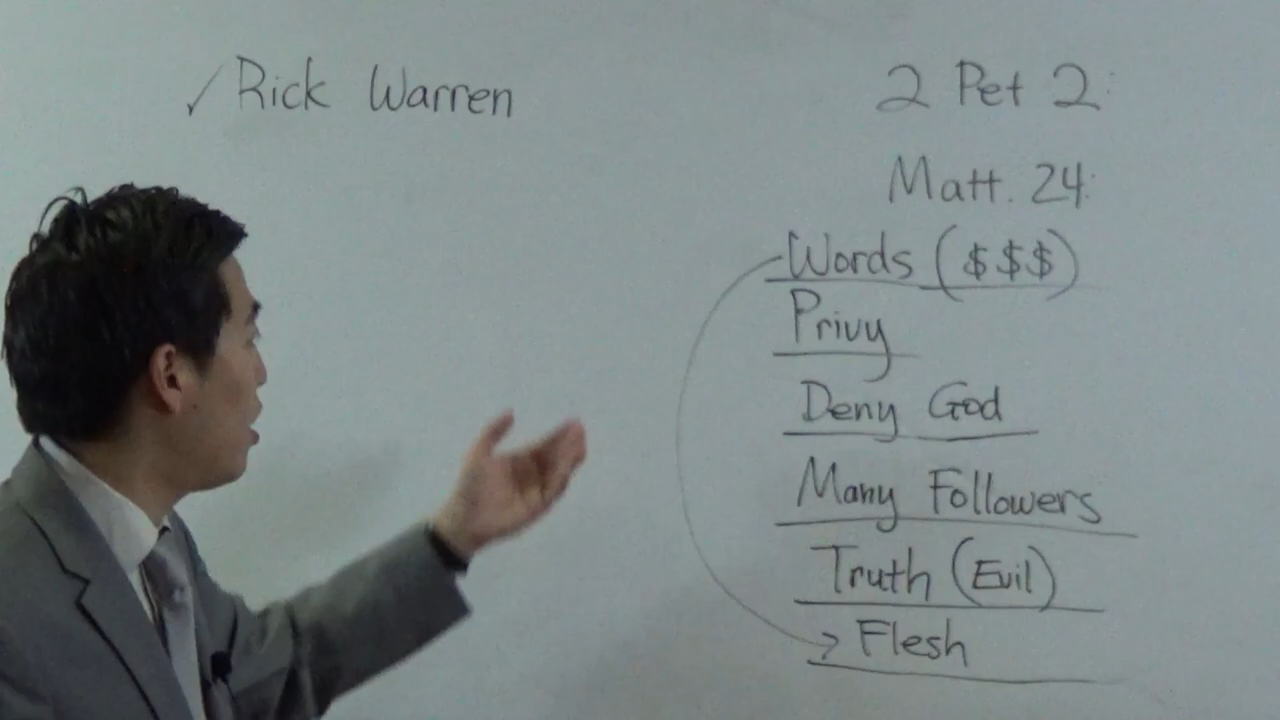 ✓ Rick Warren
2 Pet 2:
Matt. 24:
Words ($$$)
Privy
Deny God
Many Followers
Truth (Evil)
→ Flesh